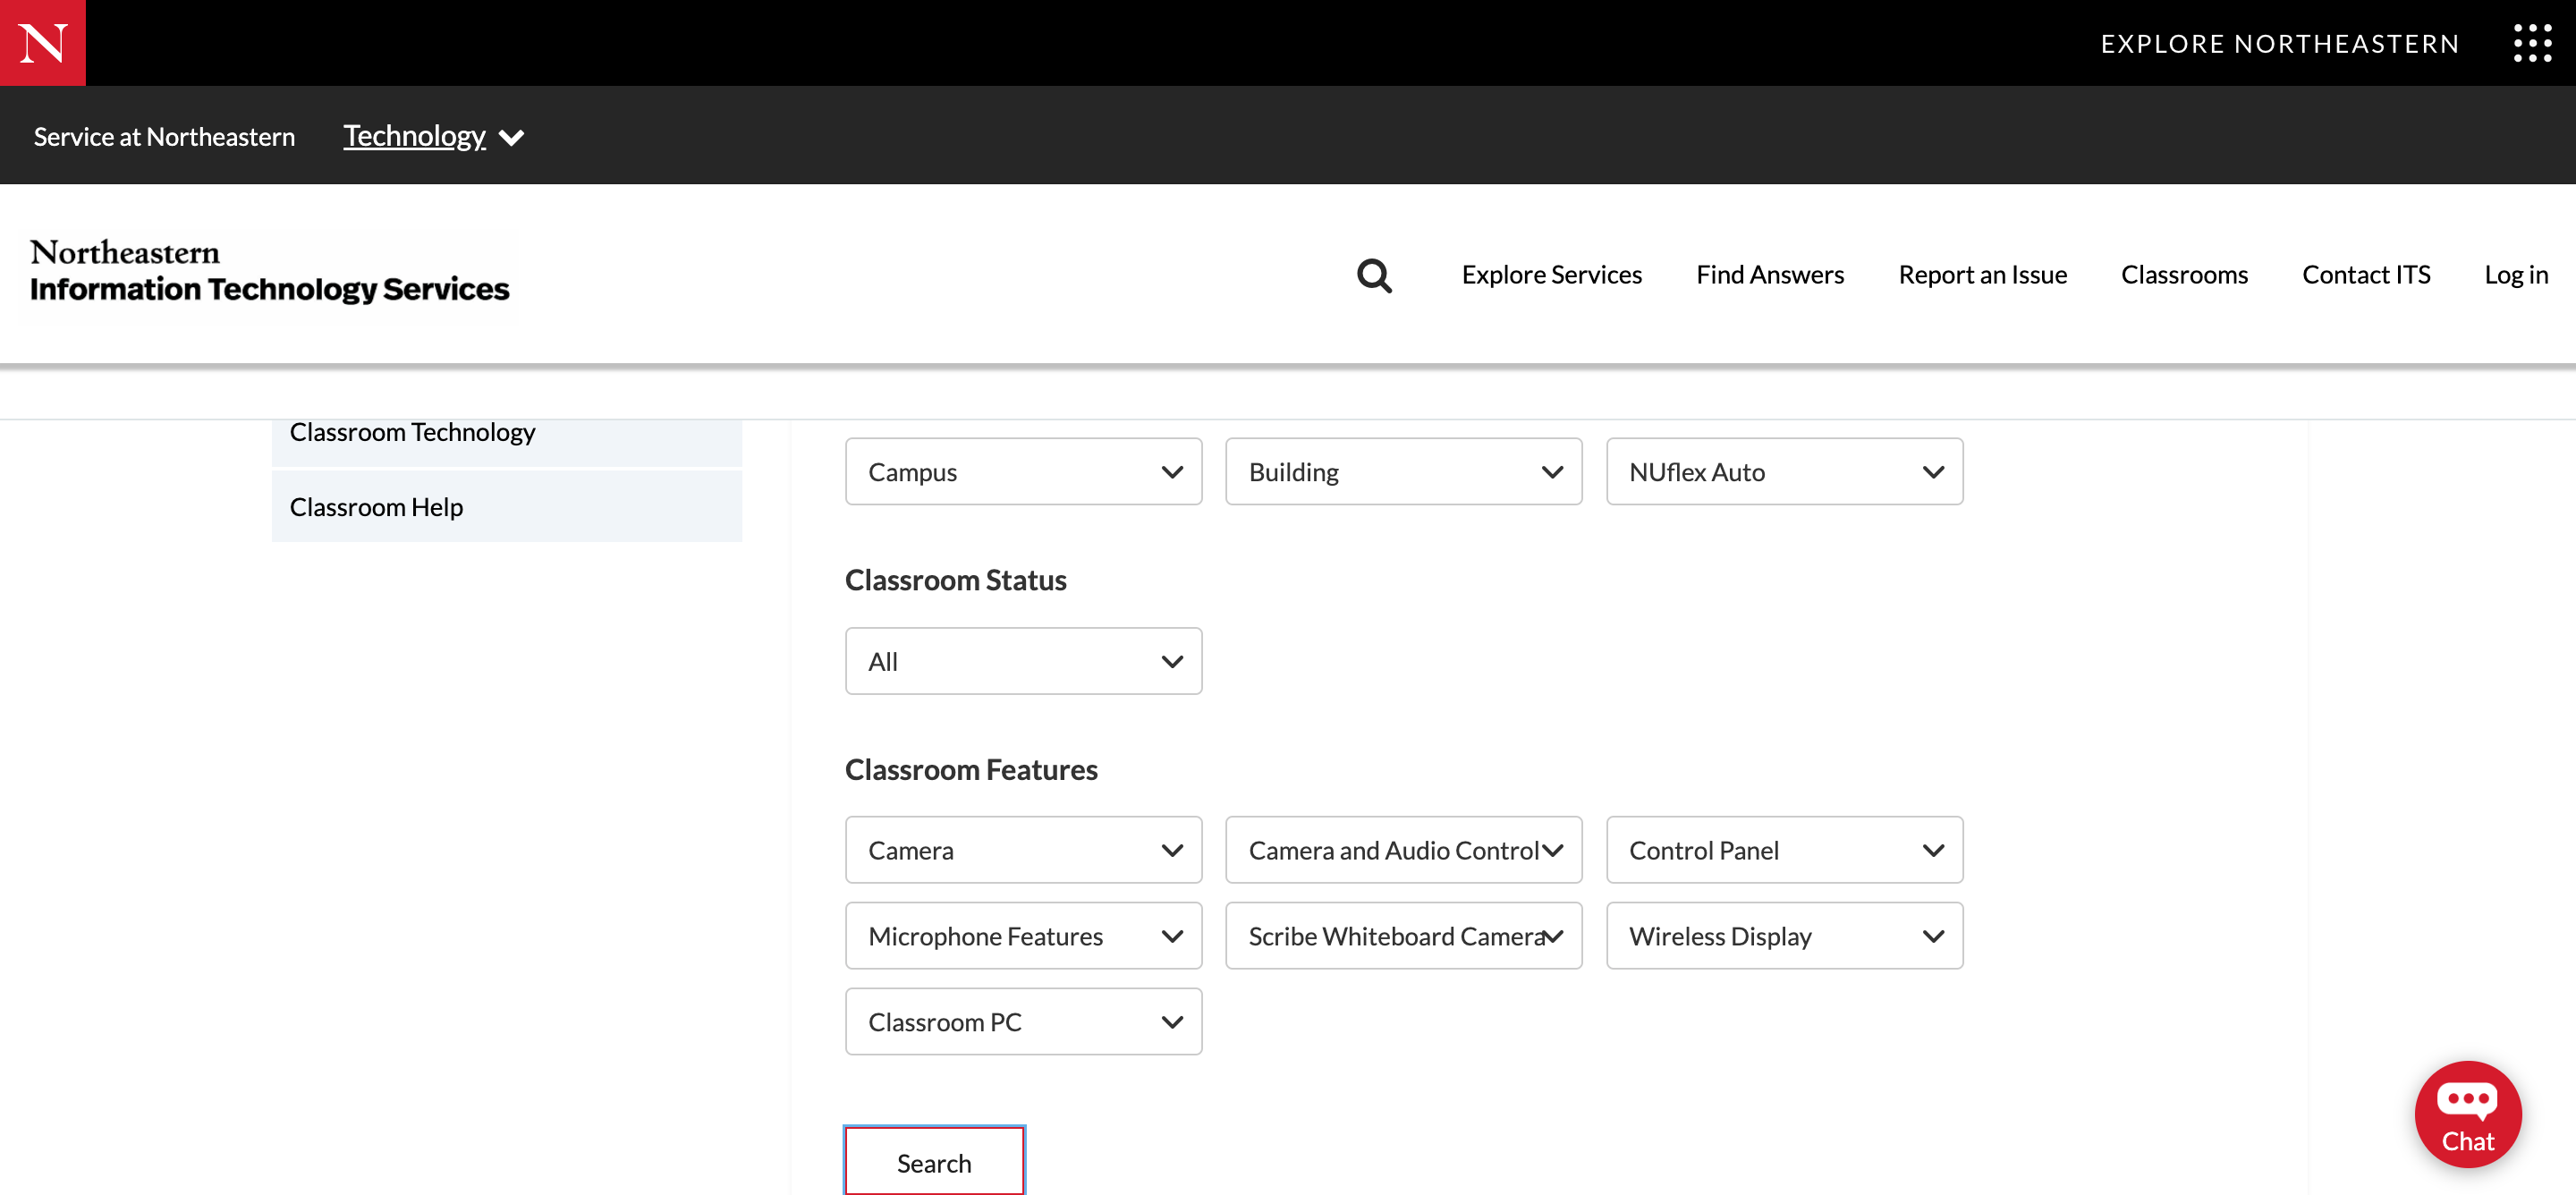 N
EXPLORE NORTHEASTERN
Service at Northeastern Technology
Northeastern
Information Technology Services
Explore Services Find Answers Report an Issue Classrooms Contact ITS Log in
Classroom Technology
Classroom Help
Campus Building NUflex Auto
Classroom Status
All
Classroom Features
Camera Camera and Audio Control Control Panel
Microphone Features Scribe Whiteboard Camera Wireless Display
Classroom PC
Search
Chat